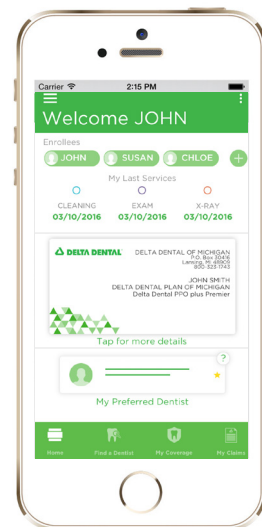 Carrier 2:15 PM
Welcome JOHN
Enrollees
JOHN SUSAN CHLOE +
My Last Services
CLEANING EXAM X-RAY
03/10/2016 03/10/2016 03/10/2016
DELTA DENTAL DELTA DENTAL OF MICHIGAN
P.O. Box 30416
Lansing, MI 48909
800-323-1743
JOHN SMITH
DELTA DENTAL PLAN OF MICHIGAN
Delta Dental PPO plus Premier
Tap for more details
?
My Preferred Dentist
Home Find a Dentist My Coverage My Claims